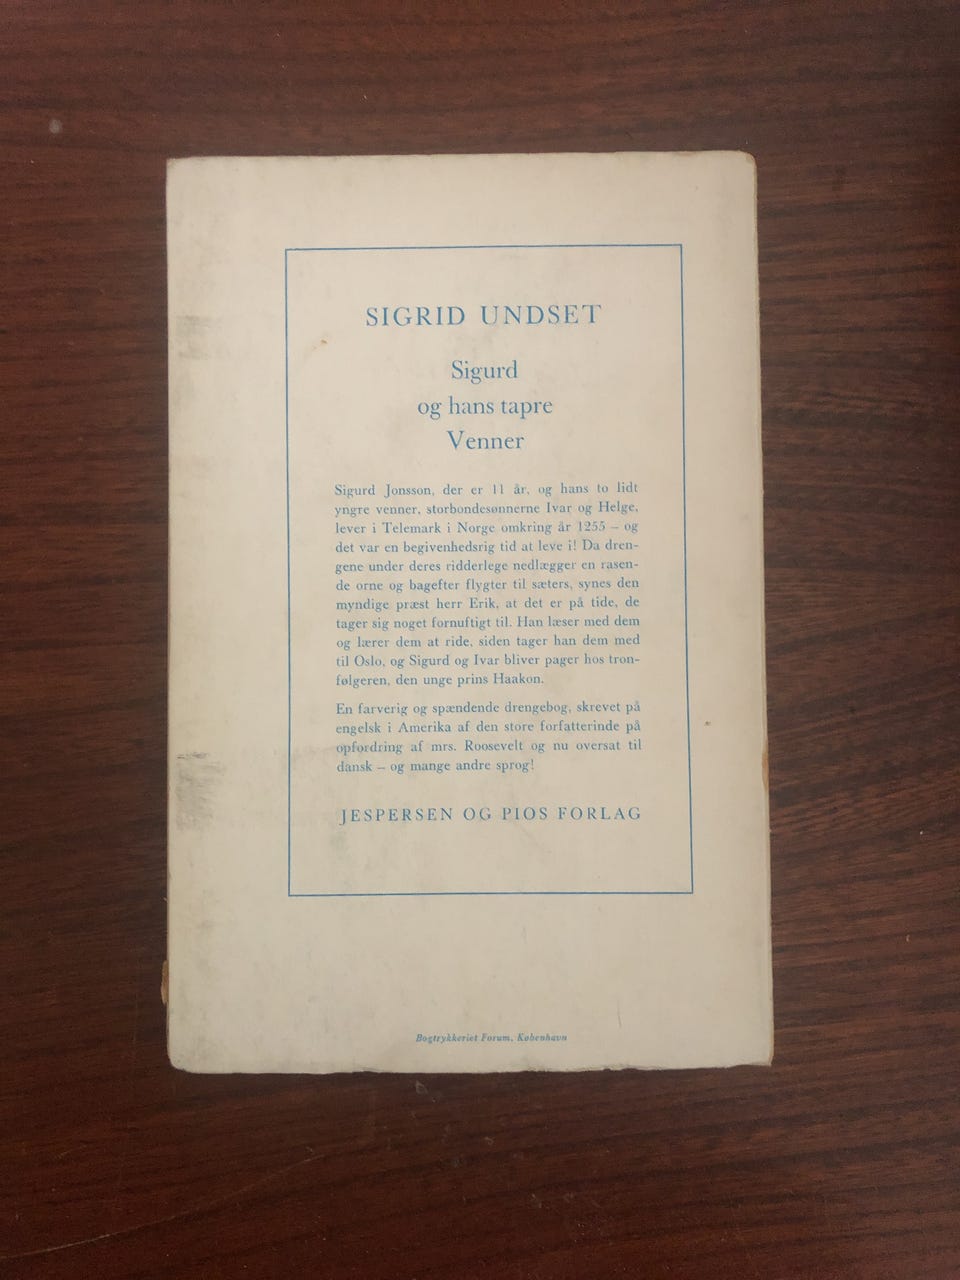 SIGRID UNDSET
Sigurd
og hans tapre
Venner
Sigurd Jonsson, der er 11 år, og hans to lidt
yngre venner, storbondesønnerne Ivar og Helge,
lever i Telemark i Norge omkring år 1255 – og
det var en begivenhedsrig tid at leve i! Da dren-
gene under deres ridderlege nedlægger en rasen-
de orne og bagefter flygter til sæters, synes den
myndige præst herr Erik, at det er på tide, de
tager sig noget fornuftigt til. Han læser med dem
og lærer dem at ride, siden tager han dem med
til Oslo, og Sigurd og Ivar bliver pager hos tron-
følgeren, den unge prins Haakon.
En farverig og spændende drengebog, skrevet på
engelsk i Amerika af den store forfatterinde på
opfordring af mrs. Roosevelt og nu oversat til
dansk – og mange andre sprog!
JESPERSEN OG PIOS FORLAG
Bogtrykkeriet Forum, København